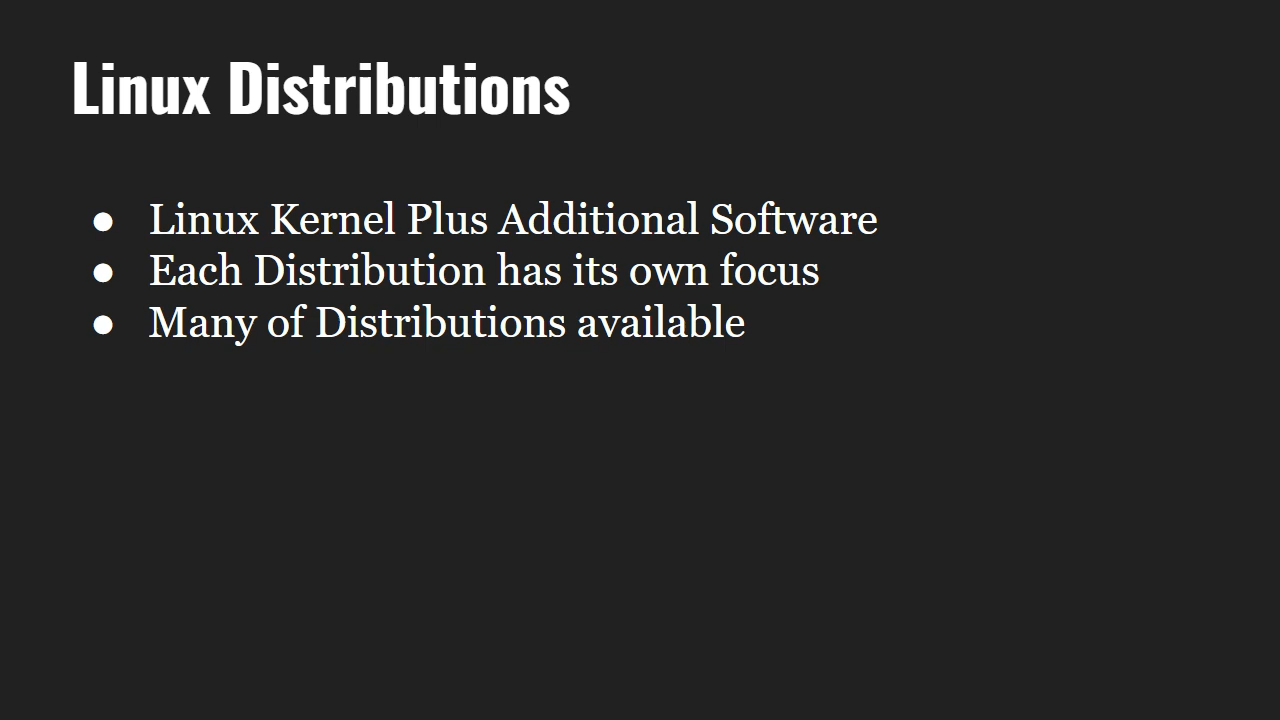 Linux Distributions
● Linux Kernel Plus Additional Software
● Each Distribution has its own focus
● Many of Distributions available